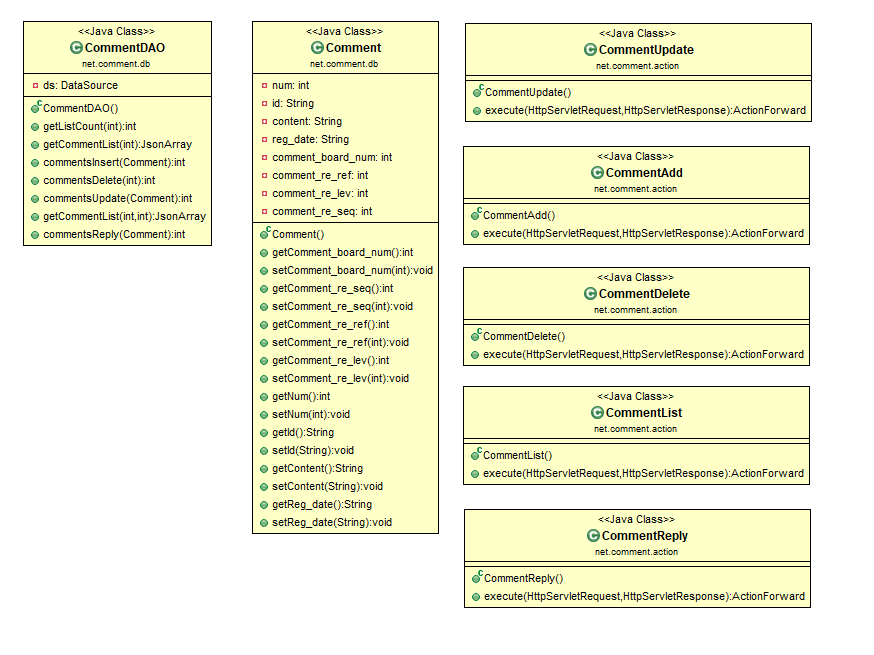 <<Java Class>>
CommentDAO
net.comment.db
ds: DataSource
CommentDAO()
getListCount(int):int
getCommentList(int):JsonArray
commentsInsert(Comment):int
commentsDelete(int):int
commentsUpdate(Comment):int
getCommentList(int,int):JsonArray
commentsReply(Comment):int
<<Java Class>>
Comment
net.comment.db
num: int
id: String
content: String
reg_date: String
comment_board_num: int
comment_re_ref: int
comment_re_lev: int
comment_re_seq: int
Comment()
getComment_board_num():int
setComment_board_num(int):void
getComment_re_seq():int
setComment_re_seq(int):void
getComment_re_ref():int
setComment_re_ref(int):void
getComment_re_lev():int
setComment_re_lev(int):void
getNum():int
setNum(int):void
getId():String
setId(String):void
getContent():String
setContent(String):void
getReg_date():String
setReg_date(String):void
<<Java Class>>
CommentUpdate
net.comment.action
CommentUpdate()
execute(HttpServletRequest,HttpServletResponse):ActionForward
<<Java Class>>
CommentAdd
net.comment.action
CommentAdd()
execute(HttpServletRequest,HttpServletResponse):ActionForward
<<Java Class>>
CommentDelete
net.comment.action
CommentDelete()
execute(HttpServletRequest,HttpServletResponse):ActionForward
<<Java Class>>
CommentList
net.comment.action
CommentList()
execute(HttpServletRequest,HttpServletResponse):ActionForward
<<Java Class>>
CommentReply
net.comment.action
CommentReply()
execute(HttpServletRequest,HttpServletResponse):ActionForward